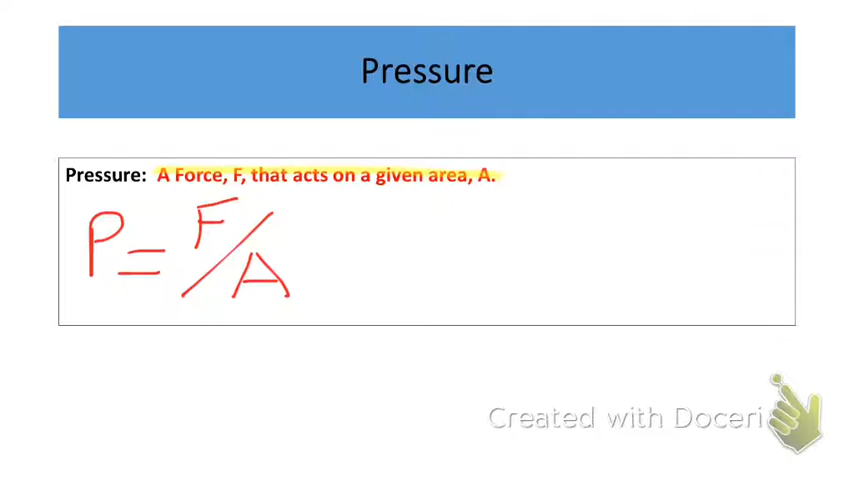 Pressure
Pressure: A Force, F, that acts on a given area, A.
P = F/A
Created with Doceri